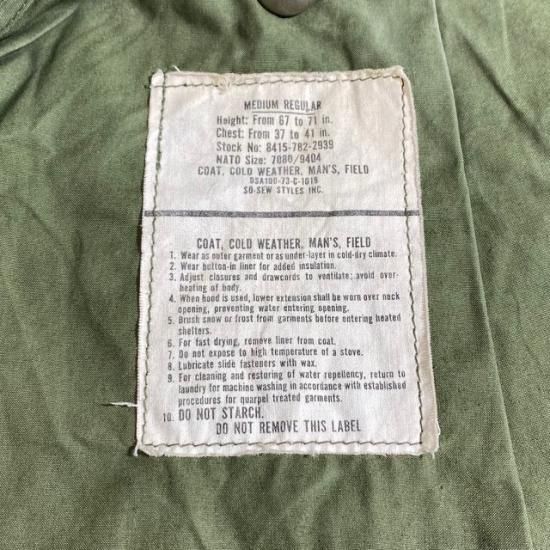 MEDIUM REGULAR
Height: From 67 to 71 in.
Chest: From 37 to 41 in.
Stock No: 8415-782-2939
NATO Size: 7080/9404
COAT, COLD WEATHER, MAN'S, FIELD
DSA100-73-C-1015
SO-SEW STYLES INC.
COAT, COLD WEATHER, MAN'S, FIELD
1. Wear as outer garment or as under-layer in cold-dry climate.
2. Wear button-in liner for added insulation.
3. Adjust closures and drawcords to ventilate; avoid over-
heating of body.
4. When hood is used, lower extension shall be worn over neck
opening, preventing water entering opening.
5. Brush snow or frost from garments before entering heated
shelters.
6. For fast drying, remove liner from coat.
7. Do not expose to high temperature of a stove.
8. Lubricate slide fasteners with wax.
9. For cleaning and restoring of water repellency, return to
laundry for machine washing in accordance with established
procedures for quarpel treated garments.
10. DO NOT STARCH.
DO NOT REMOVE THIS LABEL